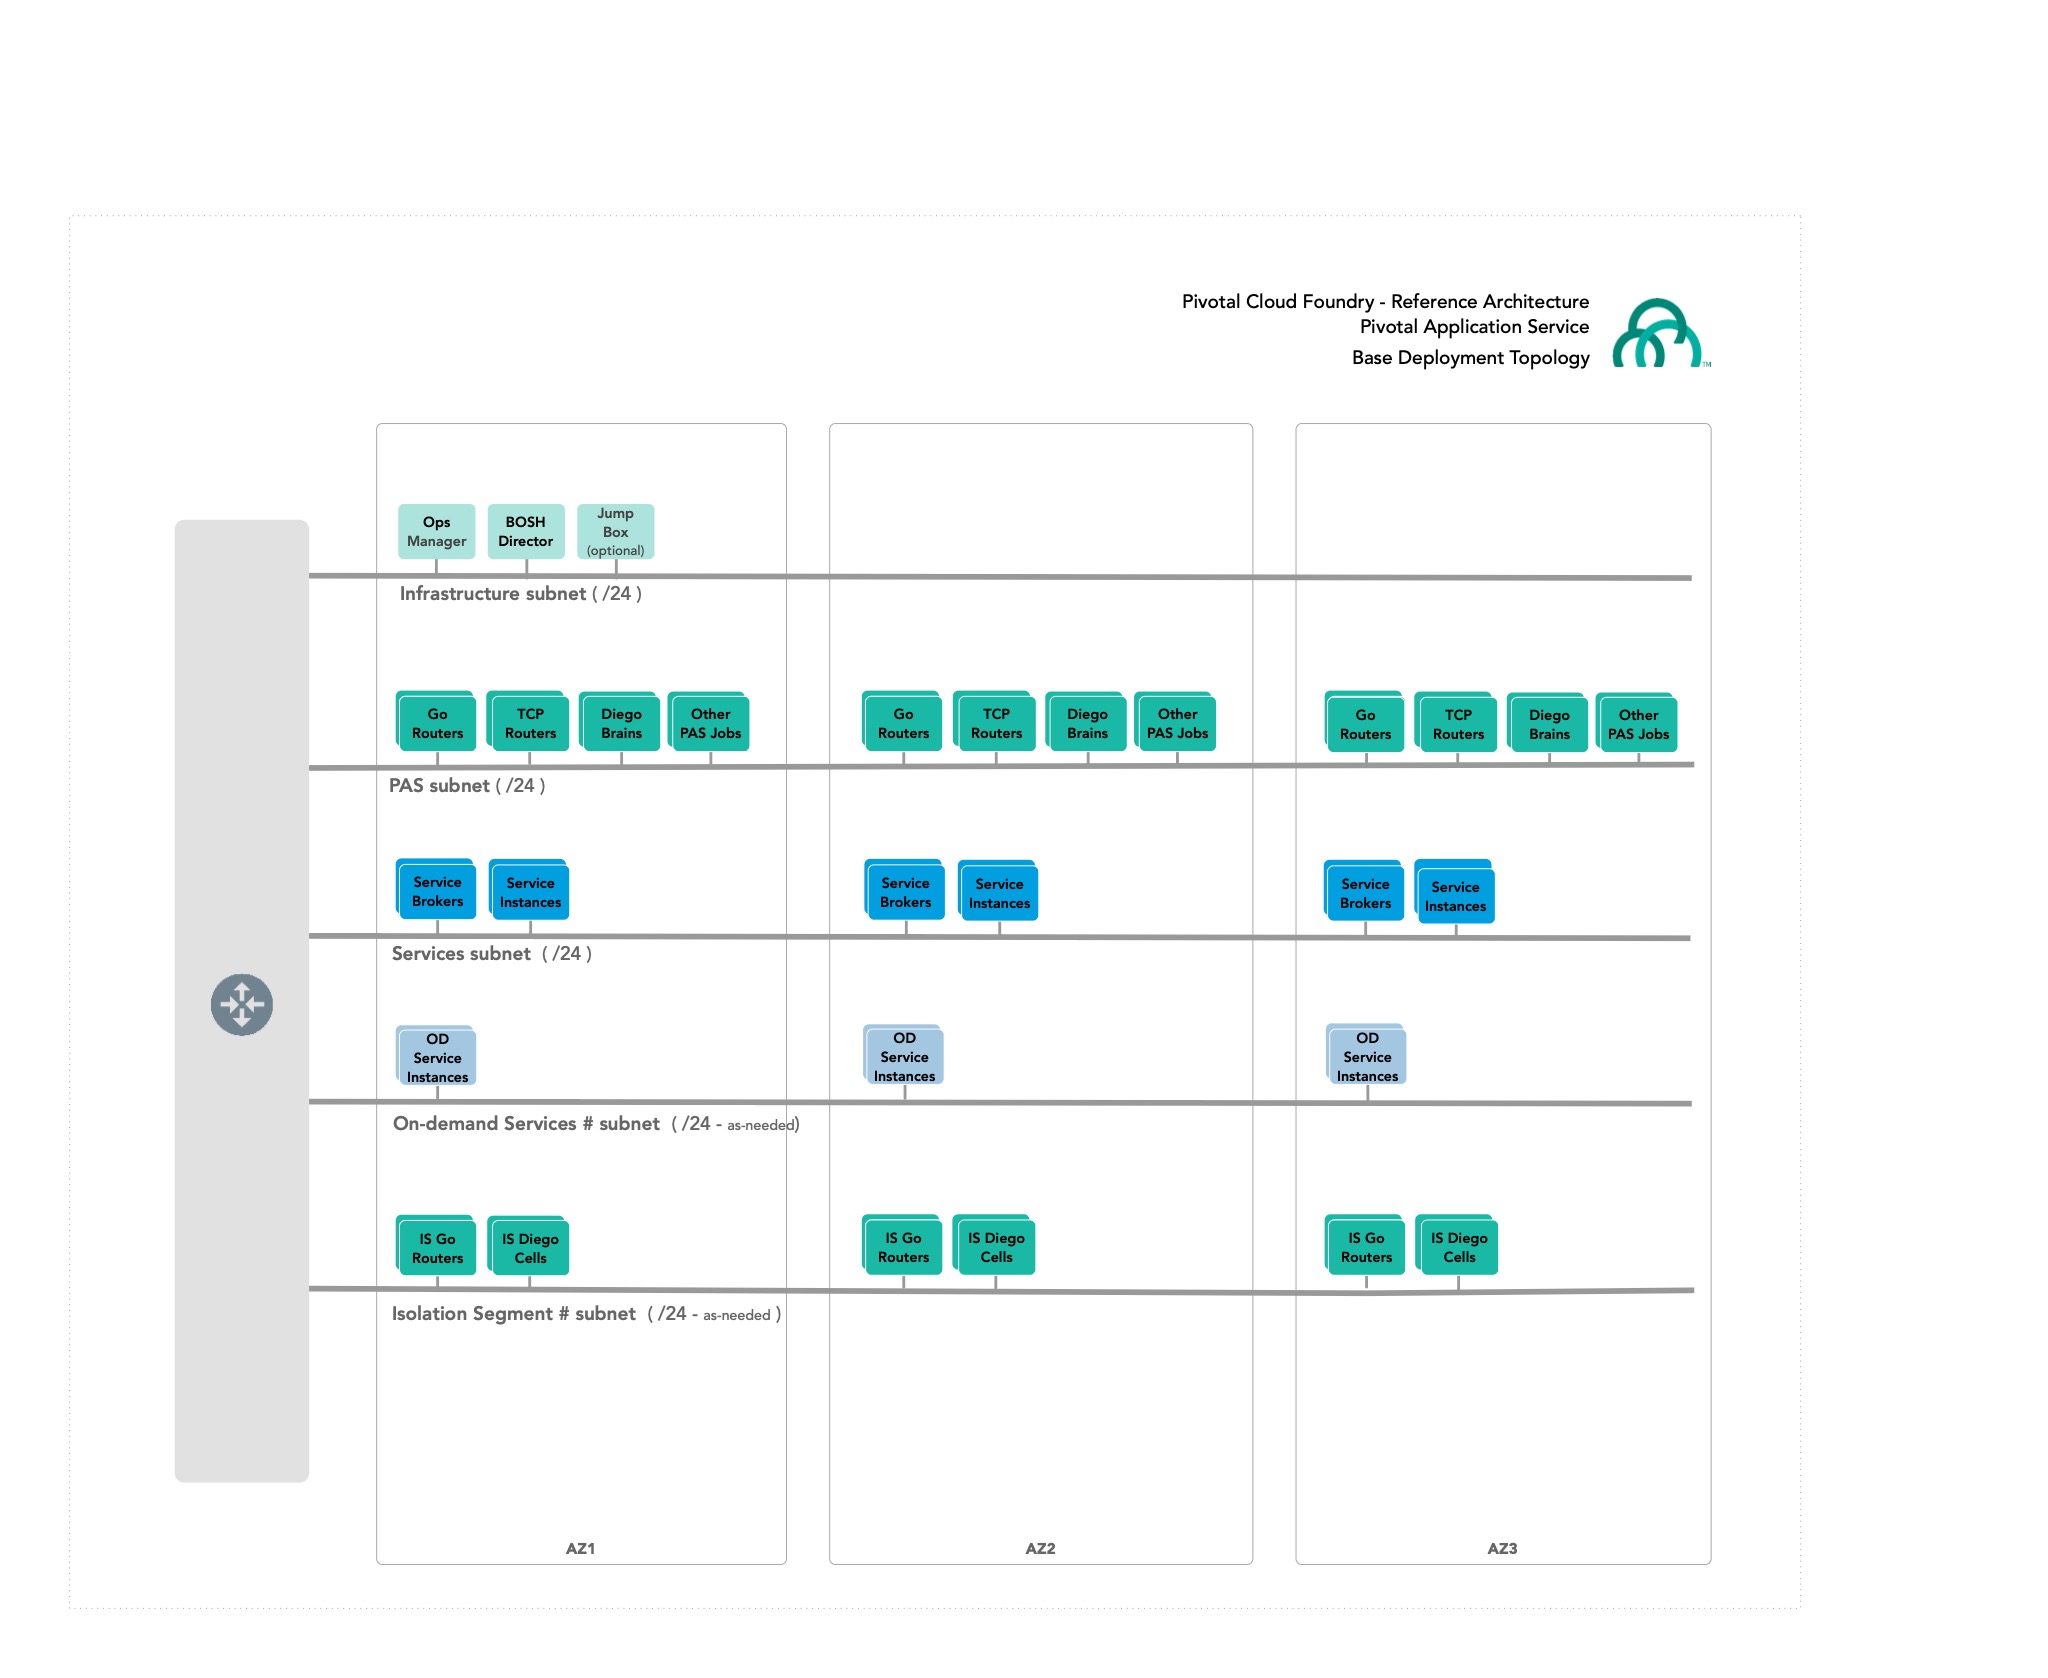 Pivotal Cloud Foundry - Reference Architecture
Pivotal Application Service
Base Deployment Topology
TM
Ops
Manager
BOSH
Director
Jump
Box
(optional)
Infrastructure subnet ( /24 )
Go
Routers
TCP
Routers
Diego
Brains
Other
PAS Jobs
Go
Routers
TCP
Routers
Diego
Brains
Other
PAS Jobs
Go
Routers
TCP
Routers
Diego
Brains
Other
PAS Jobs
PAS subnet ( /24 )
Service
Brokers
Service
Instances
Service
Brokers
Service
Instances
Service
Brokers
Service
Instances
Services subnet ( /24 )
OD
Service
Instances
OD
Service
Instances
OD
Service
Instances
On-demand Services # subnet ( /24 - as-needed)
IS Go
Routers
IS Diego
Cells
IS Go
Routers
IS Diego
Cells
IS Go
Routers
IS Diego
Cells
Isolation Segment # subnet ( /24 - as-needed )
AZ1
AZ2
AZ3